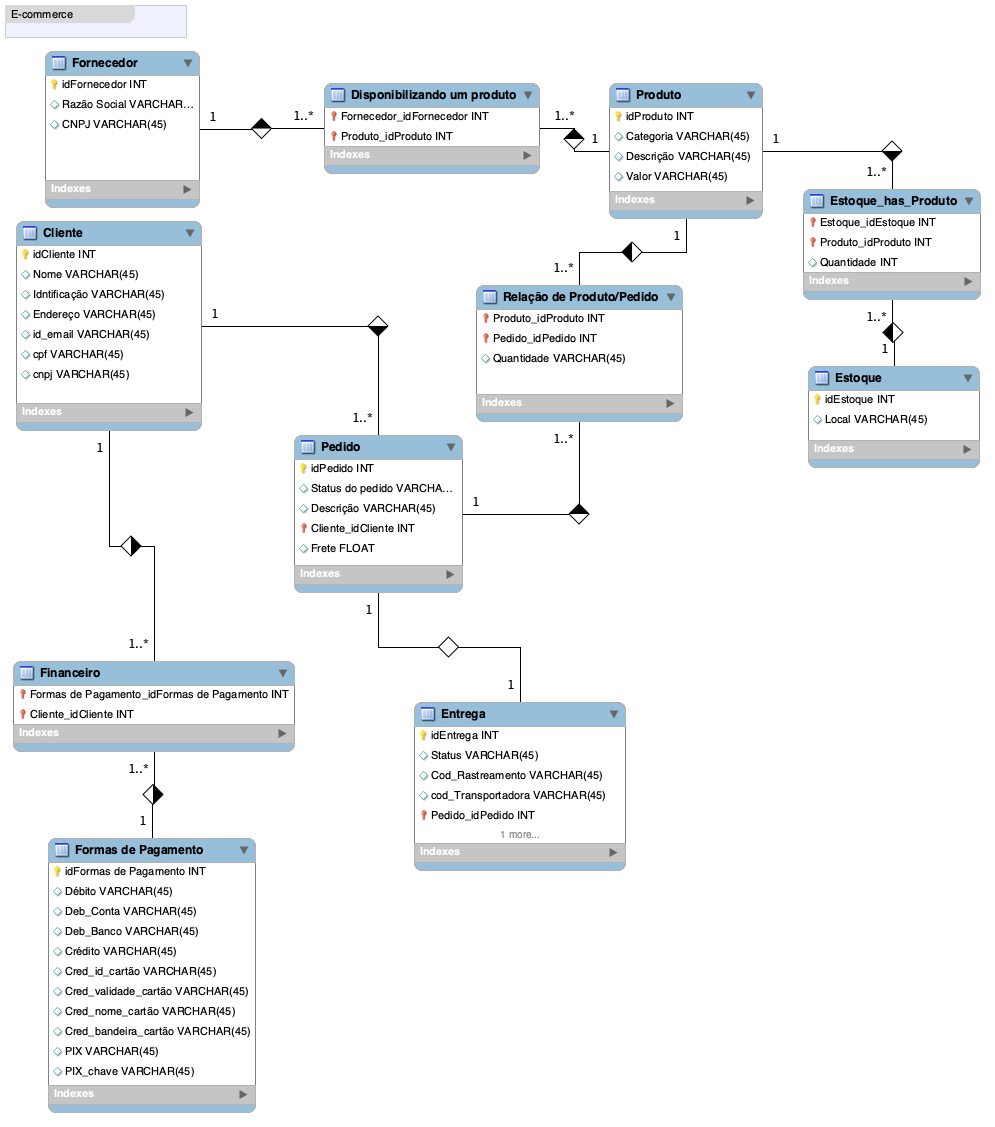 E-commerce
Fornecedor
idFornecedor INT
Razão Social VARCHAR...
CNPJ VARCHAR(45)
Indexes
1
1..*
Disponibilizando um produto
Fornecedor_idFornecedor INT
Produto_idProduto INT
Indexes
1..*
1
Produto
idProduto INT
Categoria VARCHAR(45)
Descrição VARCHAR(45)
Valor VARCHAR(45)
Indexes
1
1..*
Estoque_has_Produto
Estoque_idEstoque INT
Produto_idProduto INT
Quantidade INT
Indexes
1..*
1
Estoque
idEstoque INT
Local VARCHAR(45)
Indexes
1
1..*
Relação de Produto/Pedido
Produto_idProduto INT
Pedido_idPedido INT
Quantidade VARCHAR(45)
Indexes
1..*
1
Cliente
idCliente INT
Nome VARCHAR(45)
Idntificação VARCHAR(45)
Endereço VARCHAR(45)
id_email VARCHAR(45)
cpf VARCHAR(45)
cnpj VARCHAR(45)
Indexes
1
1..*
Pedido
idPedido INT
Status do pedido VARCHA...
Descrição VARCHAR(45)
Cliente_idCliente INT
Frete FLOAT
Indexes
1
1
Entrega
idEntrega INT
Status VARCHAR(45)
Cod_Rastreamento VARCHAR(45)
cod_Transportadora VARCHAR(45)
Pedido_idPedido INT
1 more...
Indexes
1
1..*
Financeiro
Formas de Pagamento_idFormas de Pagamento INT
Cliente_idCliente INT
Indexes
1..*
1
Formas de Pagamento
idFormas de Pagamento INT
Débito VARCHAR(45)
Deb_Conta VARCHAR(45)
Deb_Banco VARCHAR(45)
Crédito VARCHAR(45)
Cred_id_cartão VARCHAR(45)
Cred_validade_cartão VARCHAR(45)
Cred_nome_cartão VARCHAR(45)
Cred_bandeira_cartão VARCHAR(45)
PIX VARCHAR(45)
PIX_chave VARCHAR(45)
Indexes